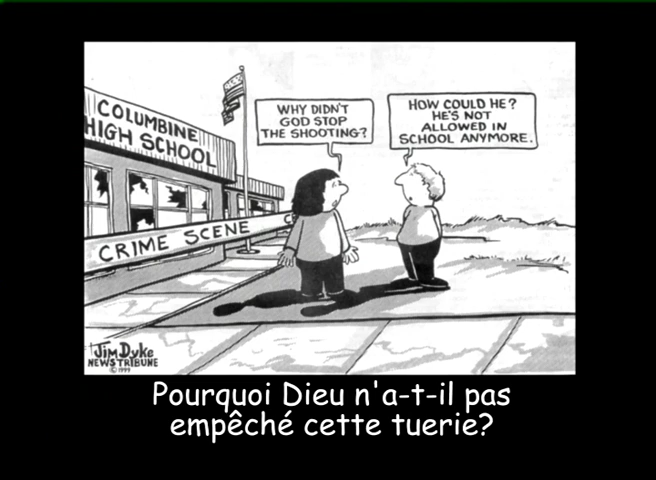 COLUMBINE
HIGH SCHOOL
WHY DIDN'T
GOD STOP
THE SHOOTING?
HOW COULD HE?
HE'S NOT
ALLOWED IN
SCHOOL ANYMORE.
CRIME SCENE
Jim Dyke
NEWS TRIBUNE
©1999
Pourquoi Dieu n'a-t-il pas
empêché cette tuerie?